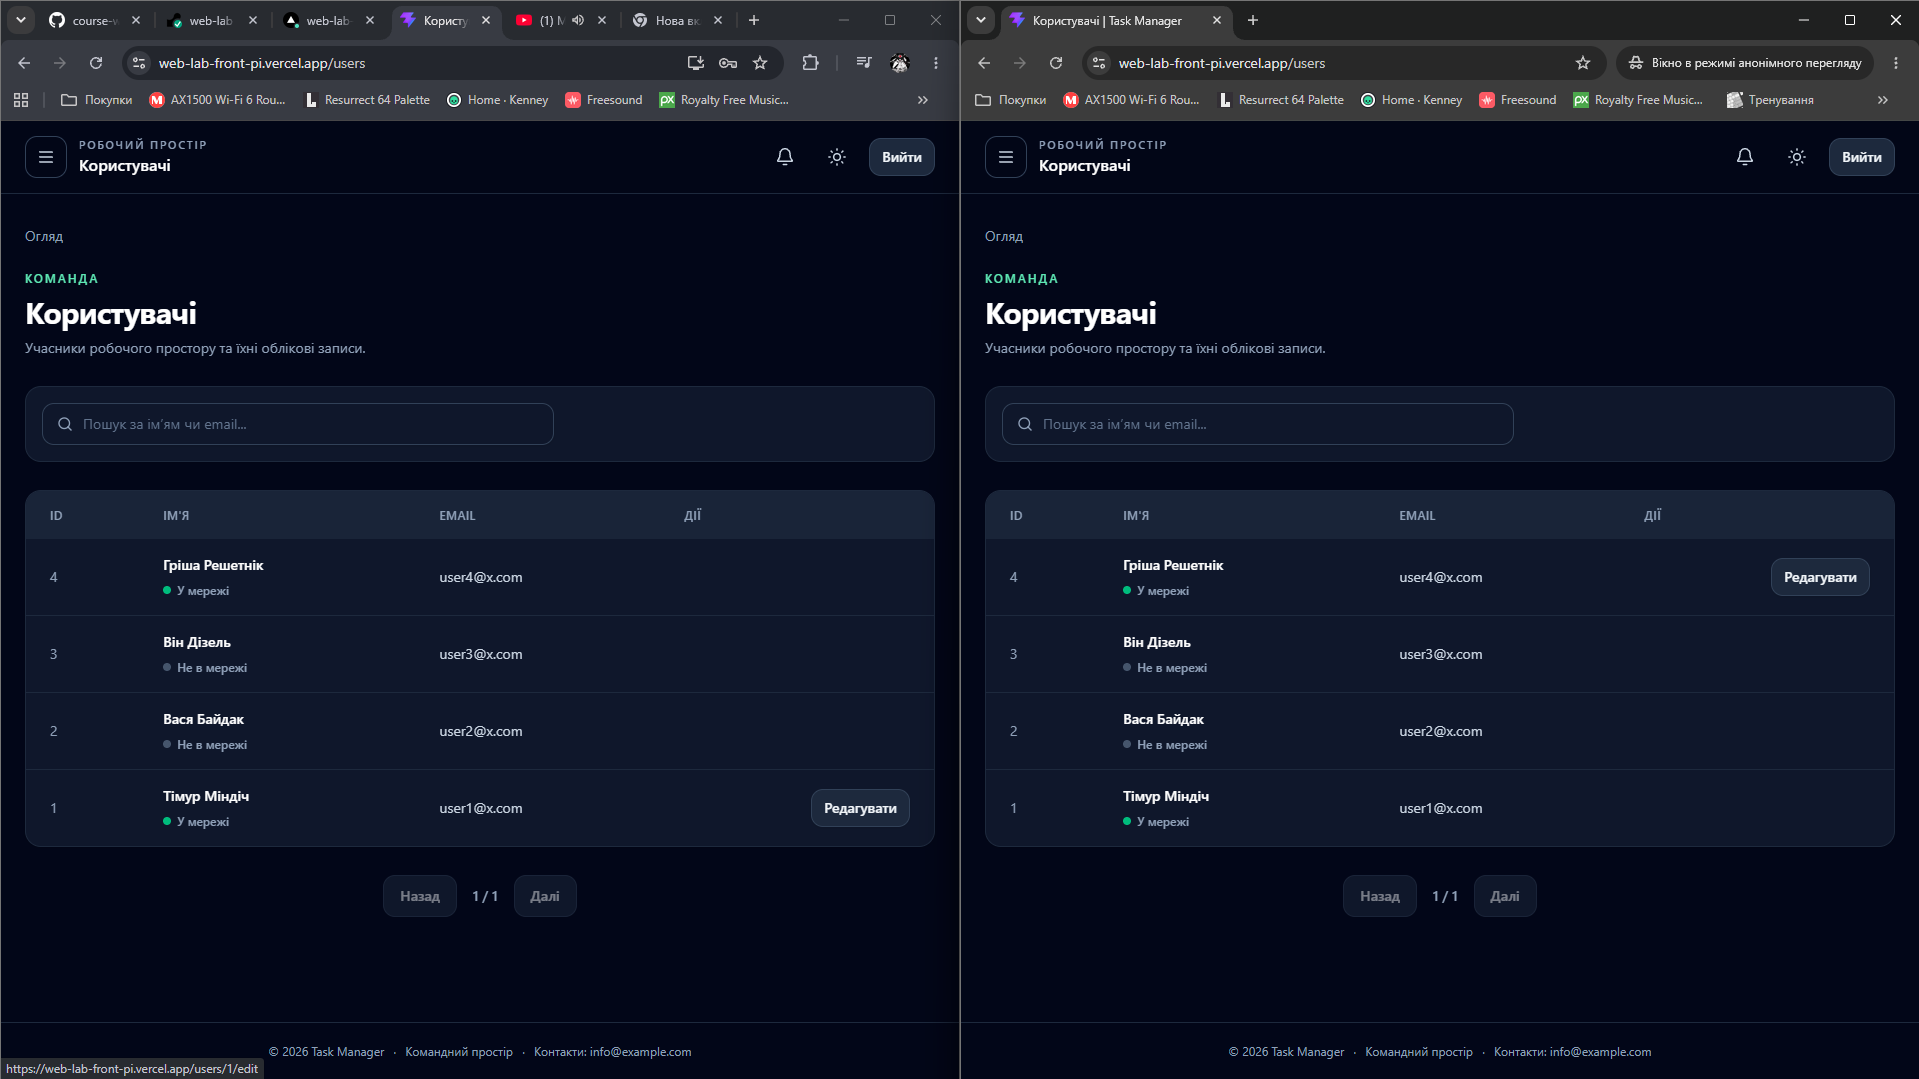 course-w
web-lab
web-lab
Користу
(1) M
Нова вк
web-lab-front-pi.vercel.app/users
Покупки
AX1500 Wi-Fi 6 Rou...
Resurrect 64 Palette
Home · Kenney
Freesound
Royalty Free Music...
РОБОЧИЙ ПРОСТІР
Користувачі
Вийти
Огляд
КОМАНДА
Користувачі
Учасники робочого простору та їхні облікові записи.
Пошук за ім'ям чи email...
ID ІМ'Я EMAIL ДІЇ
4 Гріша Решетнік user4@x.com
У мережі
3 Він Дізель user3@x.com
Не в мережі
2 Вася Байдак user2@x.com
Не в мережі
1 Тімур Міндіч user1@x.com Редагувати
У мережі
Назад 1 / 1 Далі
© 2026 Task Manager · Командний простір · Контакти: info@example.com
https://web-lab-front-pi.vercel.app/users/1/edit
Користувачі | Task Manager
web-lab-front-pi.vercel.app/users
Вікно в режимі анонімного перегляду
Покупки
AX1500 Wi-Fi 6 Rou...
Resurrect 64 Palette
Home · Kenney
Freesound
Royalty Free Music...
Тренування
РОБОЧИЙ ПРОСТІР
Користувачі
Вийти
Огляд
КОМАНДА
Користувачі
Учасники робочого простору та їхні облікові записи.
Пошук за ім'ям чи email...
ID ІМ'Я EMAIL ДІЇ
4 Гріша Решетнік user4@x.com Редагувати
У мережі
3 Він Дізель user3@x.com
Не в мережі
2 Вася Байдак user2@x.com
Не в мережі
1 Тімур Міндіч user1@x.com
У мережі
Назад 1 / 1 Далі
© 2026 Task Manager · Командний простір · Контакти: info@example.com